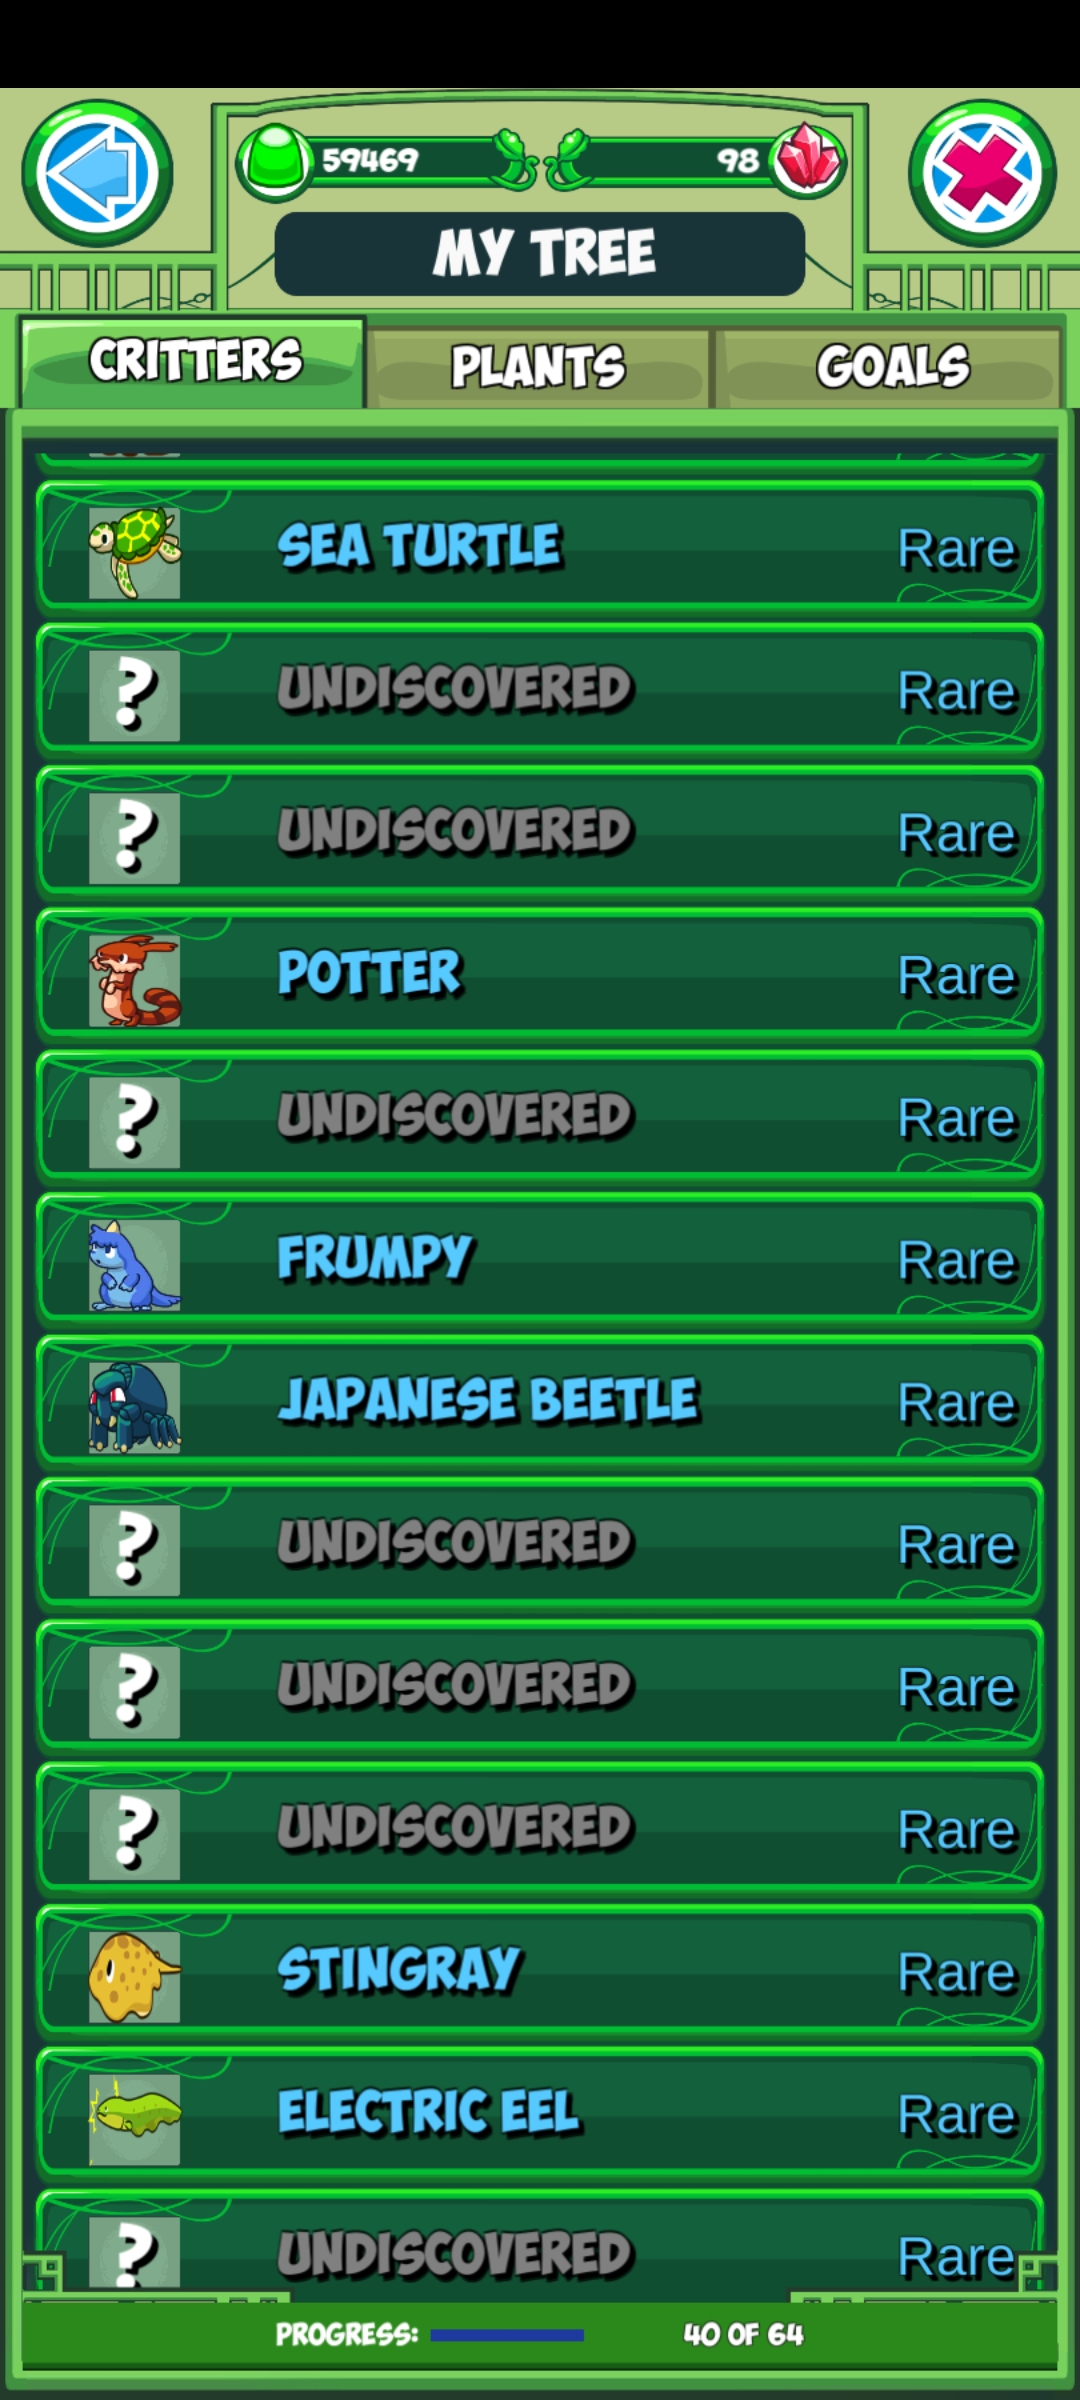 59469
98
MY TREE
CRITTERS
PLANTS
GOALS
SEA TURTLE
Rare
?
UNDISCOVERED
Rare
?
UNDISCOVERED
Rare
POTTER
Rare
?
UNDISCOVERED
Rare
FRUMPY
Rare
JAPANESE BEETLE
Rare
?
UNDISCOVERED
Rare
?
UNDISCOVERED
Rare
?
UNDISCOVERED
Rare
STINGRAY
Rare
ELECTRIC EEL
Rare
?
UNDISCOVERED
Rare
PROGRESS:
40 OF 64